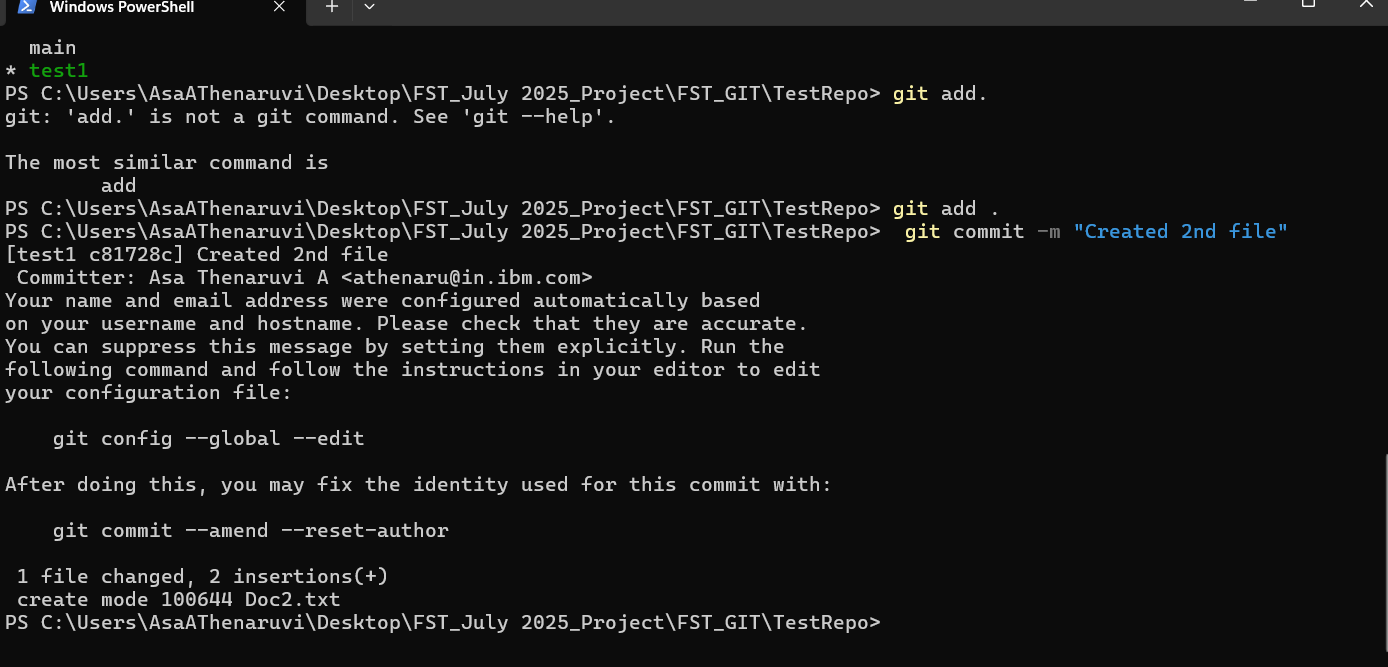 Windows PowerShell
main
* test1
PS C:\Users\AsaAThenaruvi\Desktop\FST_July 2025_Project\FST_GIT\TestRepo> git add.
git: 'add.' is not a git command. See 'git --help'.
The most similar command is
add
PS C:\Users\AsaAThenaruvi\Desktop\FST_July 2025_Project\FST_GIT\TestRepo> git add .
PS C:\Users\AsaAThenaruvi\Desktop\FST_July 2025_Project\FST_GIT\TestRepo>  git commit -m "Created 2nd file"
[test1 c81728c] Created 2nd file
Committer: Asa Thenaruvi A <athenaru@in.ibm.com>
Your name and email address were configured automatically based
on your username and hostname. Please check that they are accurate.
You can suppress this message by setting them explicitly. Run the
following command and follow the instructions in your editor to edit
your configuration file:
git config --global --edit
After doing this, you may fix the identity used for this commit with:
git commit --amend --reset-author
1 file changed, 2 insertions(+)
create mode 100644 Doc2.txt
PS C:\Users\AsaAThenaruvi\Desktop\FST_July 2025_Project\FST_GIT\TestRepo>